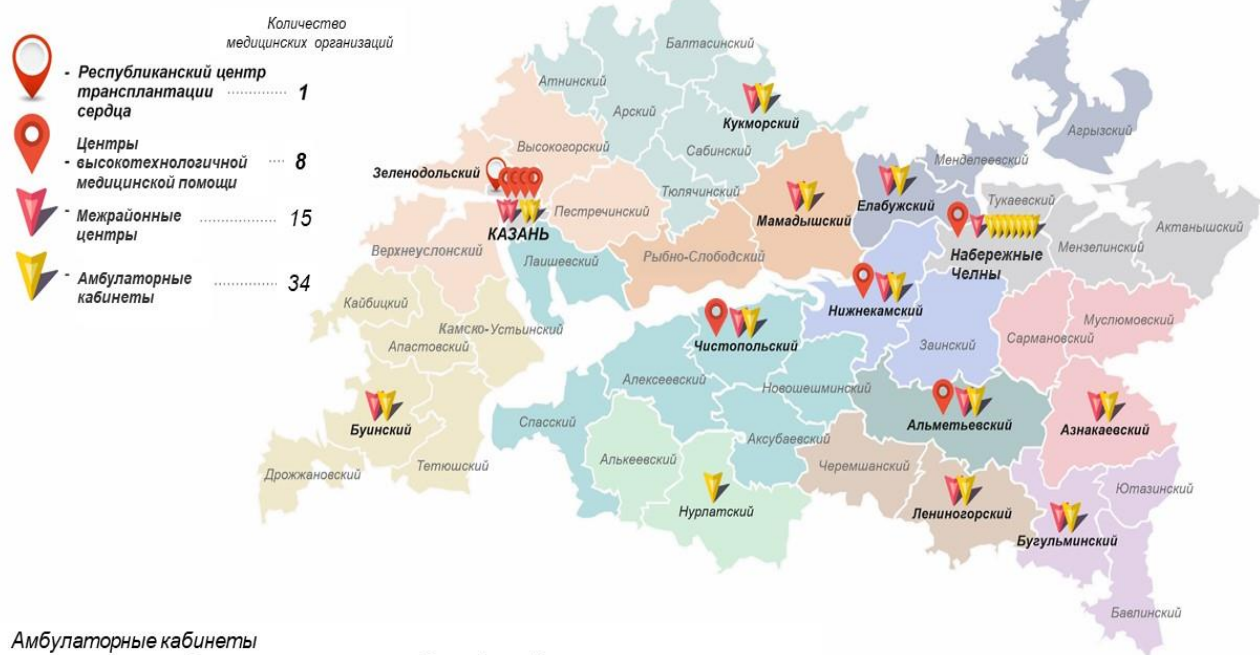 Количество
медицинских организаций
- Республиканский центр
трансплантации
сердца ............ 1
Центры
- высокотехнологичной
медицинской помощи ... 8
- Межрайонные
центры 15
- Амбулаторные
кабинеты ............ 34
Балтасинский
Атнинский
Арский
Кукморский
Агрызский
Высокогорский
Сабинский
Менделеевский
Зеленодольский
Тюлячинский
Елабужский
Тукаевский
Пестречинский
Мамадышский
Актанышский
КАЗАНЬ
Набережные
Челны
Мензелинский
Верхнеуслонский
Лаишевский
Рыбно-Слободский
Кайбицкий
Нижнекамский
Муслюмовский
Камско-Устьинский
Апастовский
Чистопольский
Заинский
Сармановский
Алексеевский
Новошешминский
Буинский
Спасский
Альметьевский
Азнакаевский
Аксубаевский
Дрожжановский
Тетюшский
Алькеевский
Черемшанский
Ютазинский
Нурлатский
Лениногорский
Бугульминский
Бавлинский
Амбулаторные кабинеты